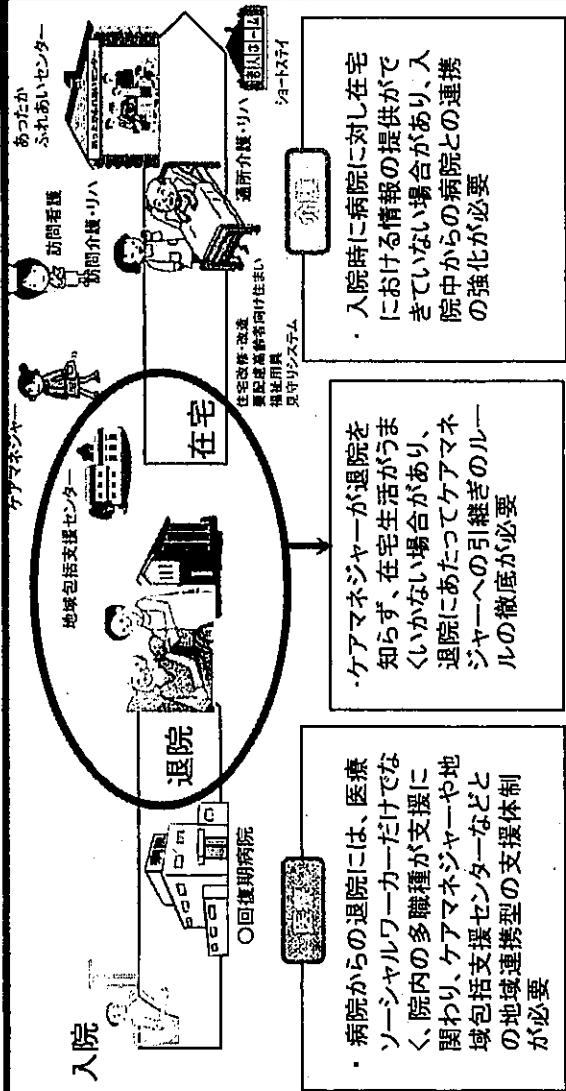 入院
○回復期病院
退院
地域包括支援センター
ケアマネジャー
在宅
訪問看護
訪問介護・リハ
あったか
ふれあいセンター
住宅改修・改造
要配慮高齢者向け住まい
福祉用具
見守りシステム
通所介護・リハ
ショートステイ
医療
・ 病院からの退院には、医療
ソーシャルワーカーだけでな
く、院内の多職種が支援に
関わり、ケアマネジャーや地
域包括支援センターなどと
の地域連携型の支援体制
が必要
・ケアマネジャーが退院を
知らず、在宅生活がうま
くいかない場合があり、
退院にあたってケアマネ
ジャーへの引継ぎのルー
ルの徹底が必要
介護
・ 入院時に病院に対し在宅
における情報の提供がで
きていない場合があり、入
院中からの病院との連携
の強化が必要